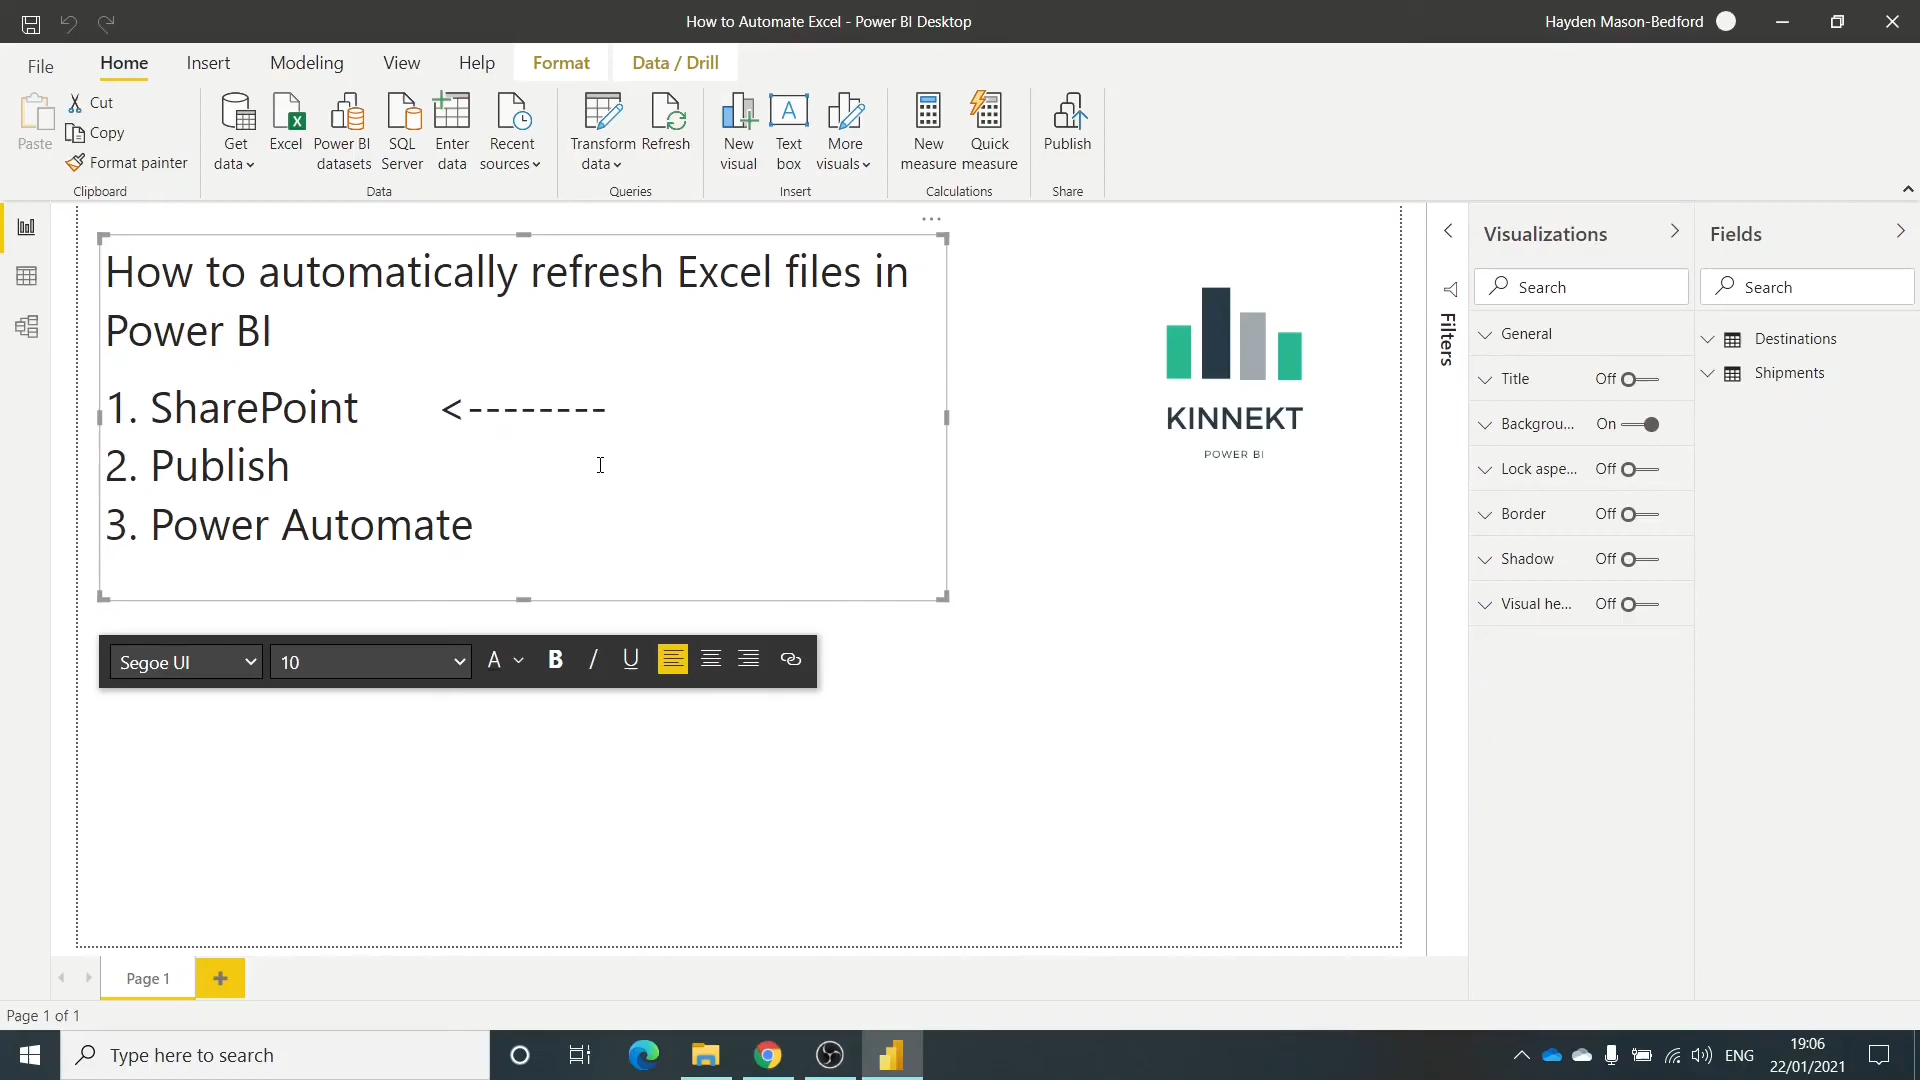 How to Automate Excel - Power BI Desktop
Hayden Mason-Bedford
File Home Insert Modeling View Help Format Data / Drill
Paste
Cut
Copy
Format painter
Clipboard
Get data
Excel
Power BI datasets
SQL Server
Enter data
Recent sources
Data
Transform data
Refresh
Queries
New visual
Text box
More visuals
Insert
New measure
Quick measure
Calculations
Publish
Share
How to automatically refresh Excel files in
Power BI
1. SharePoint <--------
2. Publish
3. Power Automate
KINNEKT
POWER BI
Segoe UI 10 A B I U
Filters
Visualizations
Search
General
Title Off
Backgrou... On
Lock aspe... Off
Border Off
Shadow Off
Visual he... Off
Fields
Search
Destinations
Shipments
Page 1
Page 1 of 1
Type here to search
ENG
19:06
22/01/2021